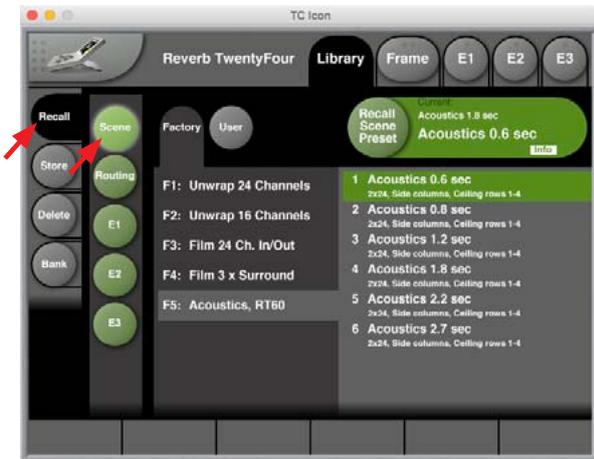 TC Icon
Reverb TwentyFour
Library
Frame
E1
E2
E3
Recall
Store
Delete
Bank
Scene
Routing
E1
E2
E3
Factory
User
Recall
Scene
Preset
Current:
Acoustics 1.8 sec
Acoustics 0.6 sec
Info
F1: Unwrap 24 Channels
F2: Unwrap 16 Channels
F3: Film 24 Ch. In/Out
F4: Film 3 x Surround
F5: Acoustics, RT60
1 Acoustics 0.6 sec
2x24, Side columns, Ceiling rows 1-4
2 Acoustics 0.8 sec
2x24, Side columns, Ceiling rows 1-4
3 Acoustics 1.2 sec
2x24, Side columns, Ceiling rows 1-4
4 Acoustics 1.8 sec
2x24, Side columns, Ceiling rows 1-4
5 Acoustics 2.2 sec
2x24, Side columns, Ceiling rows 1-4
6 Acoustics 2.7 sec
2x24, Side columns, Ceiling rows 1-4